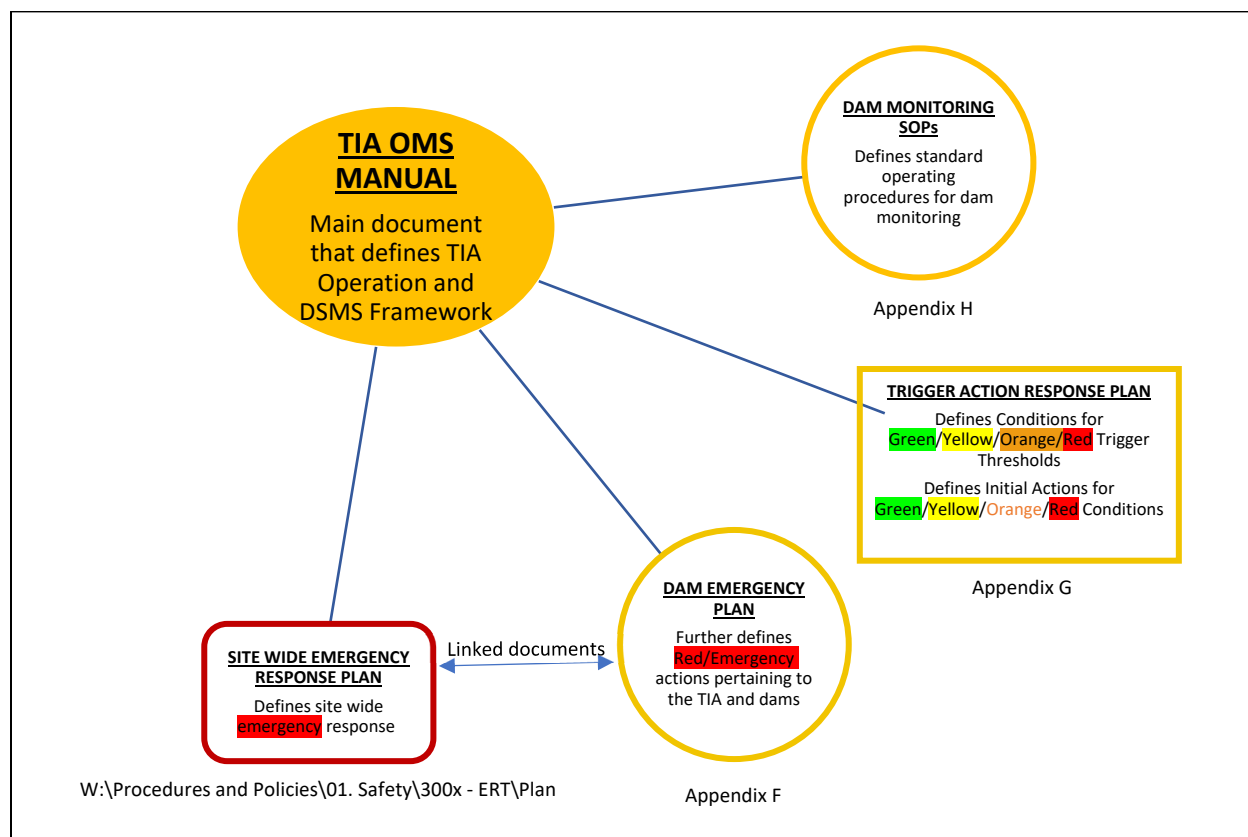 TIA OMS
MANUAL
Main document
that defines TIA
Operation and
DSMS Framework
DAM MONITORING
SOPs
Defines standard
operating
procedures for dam
monitoring
Appendix H
TRIGGER ACTION RESPONSE PLAN
Defines Conditions for
Green/Yellow/Orange/Red Trigger
Thresholds
Defines Initial Actions for
Green/Yellow/Orange/Red Conditions
Appendix G
DAM EMERGENCY
PLAN
Further defines
Red/Emergency
actions pertaining to
the TIA and dams
Appendix F
Linked documents
SITE WIDE EMERGENCY
RESPONSE PLAN
Defines site wide
emergency response
W:\Procedures and Policies\01. Safety\300x - ERT\Plan